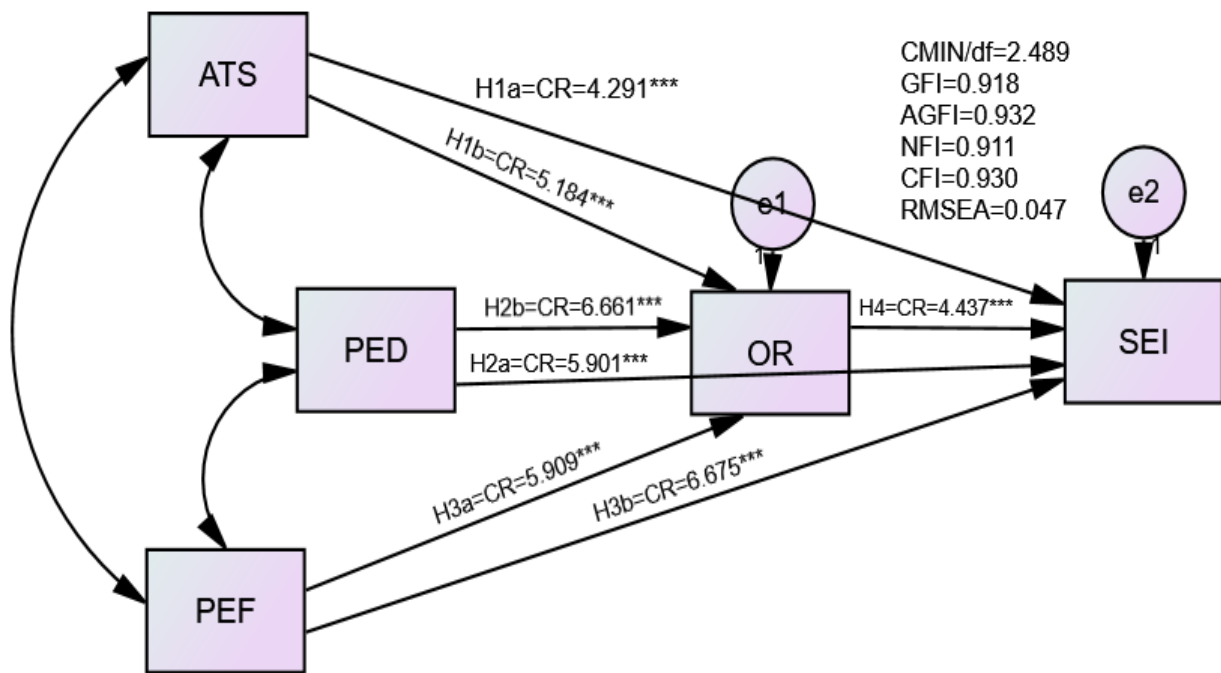 ATS
H1a=CR=4.291***
CMIN/df=2.489
GFI=0.918
AGFI=0.932
NFI=0.911
CFI=0.930
RMSEA=0.047
H1b=CR=5.184***
e1
1
e2
1
PED
H2b=CR=6.661***
H2a=CR=5.901***
OR
H4=CR=4.437***
SEI
H3a=CR=5.909***
H3b=CR=6.675***
PEF